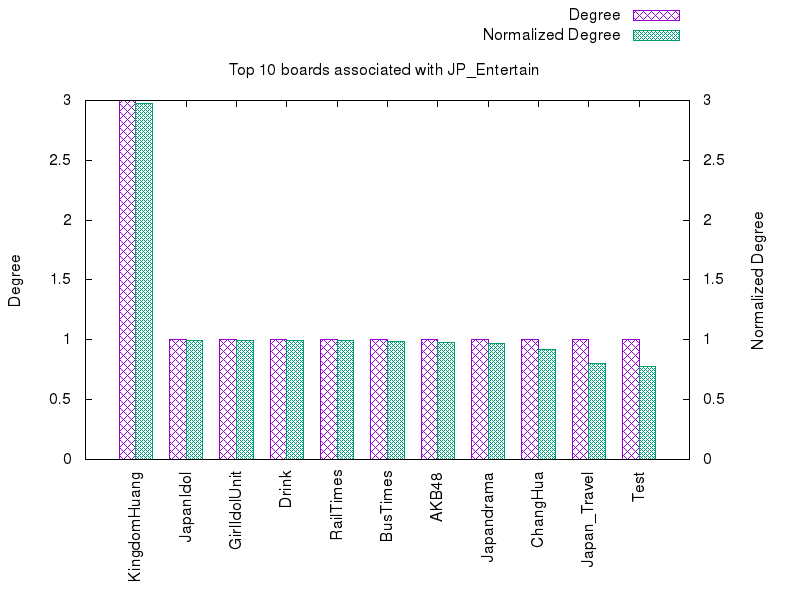 Degree
Normalized Degree
Top 10 boards associated with JP_Entertain
3
2.5
2
1.5
1
0.5
0
3
2.5
2
1.5
1
0.5
0
Degree
Normalized Degree
KingdomHuang
JapanIdol
GirlIdolUnit
Drink
RailTimes
BusTimes
AKB48
Japandrama
ChangHua
Japan_Travel
Test